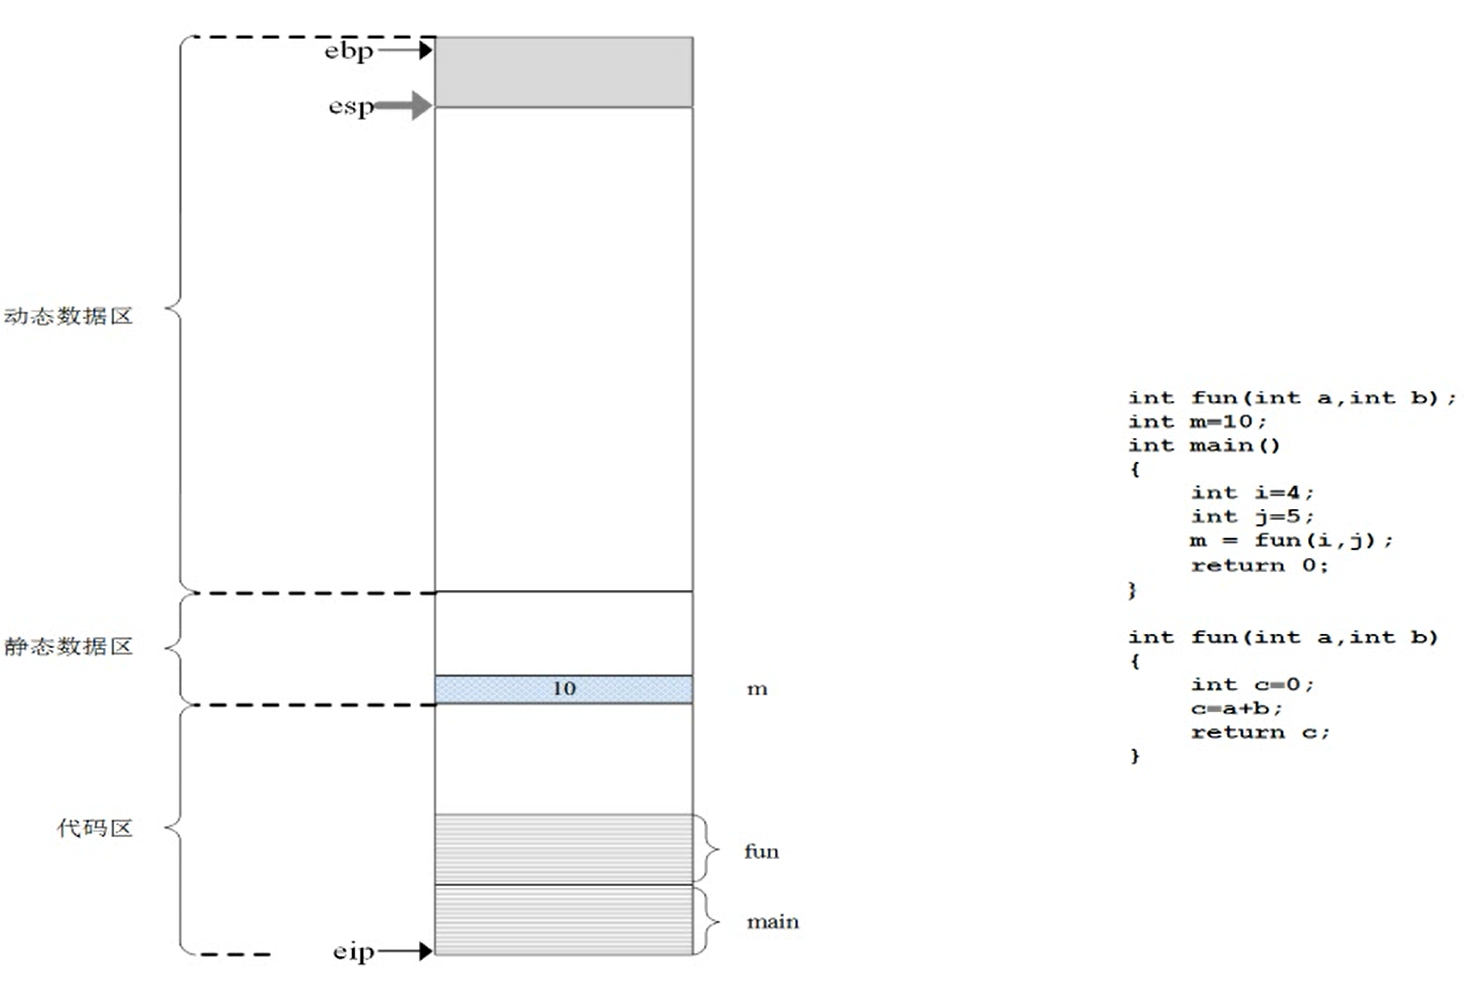 ebp
esp
动态数据区
静态数据区
10
m
代码区
fun
main
eip
int fun(int a,int b);
int m=10;
int main()
{
int i=4;
int j=5;
m = fun(i,j);
return 0;
}
int fun(int a,int b)
{
int c=0;
c=a+b;
return c;
}